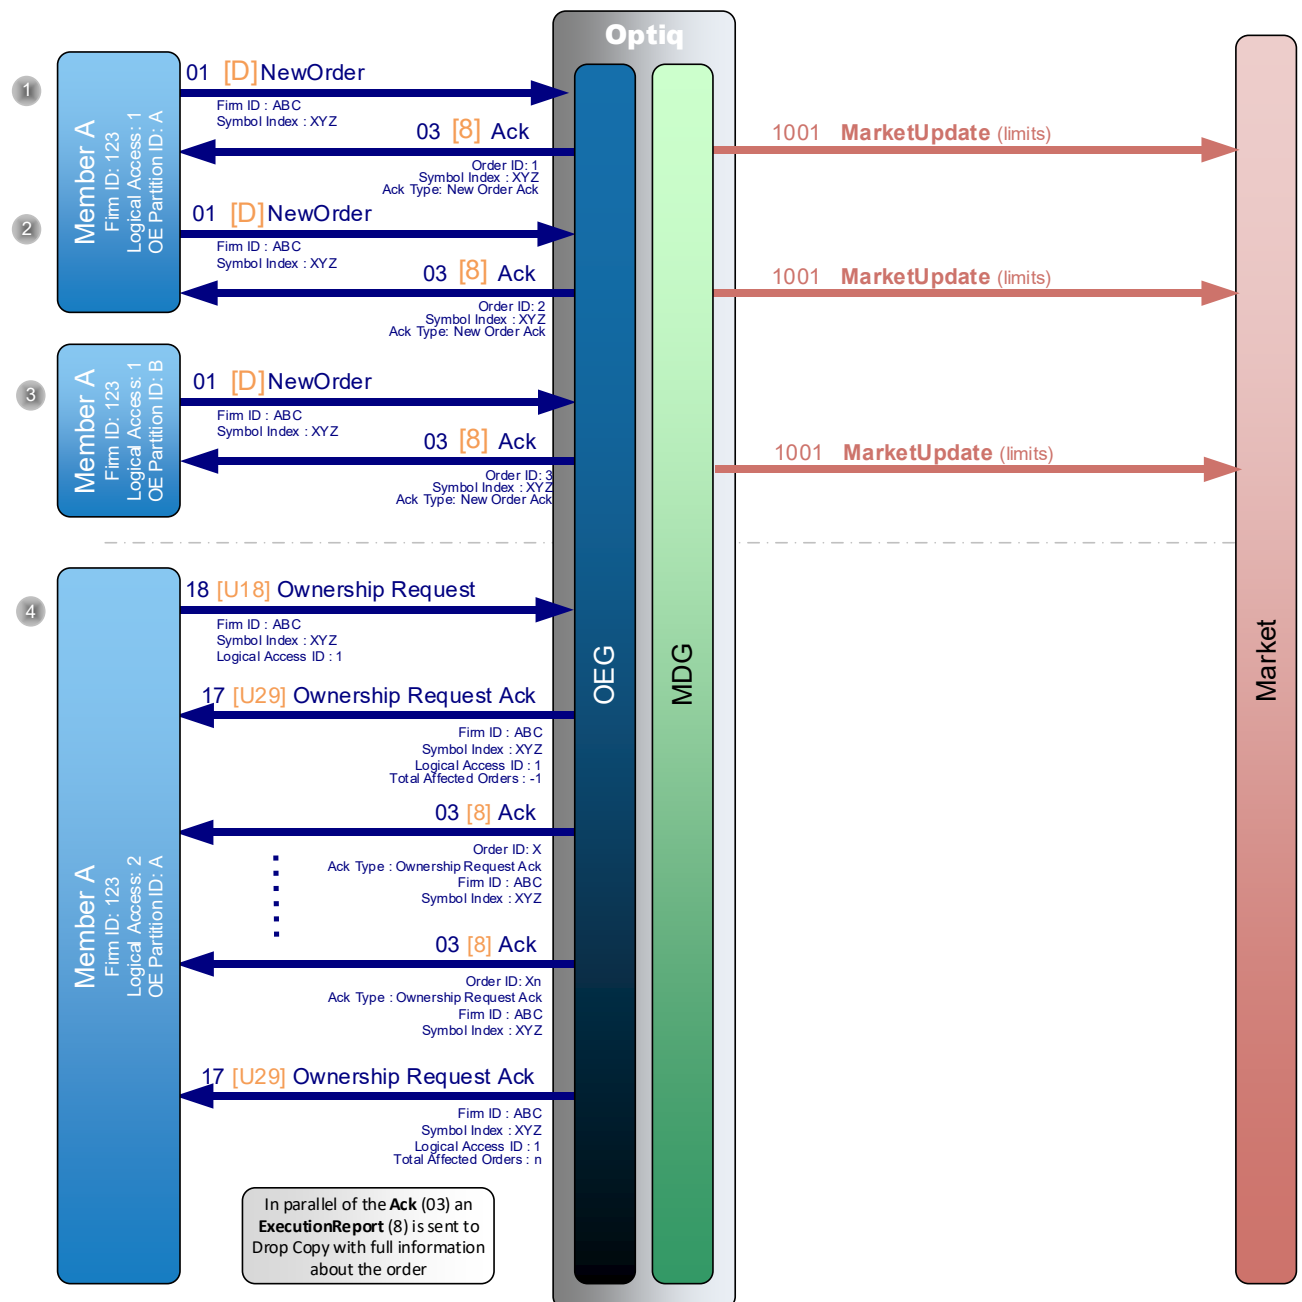 Optiq
1
Member A
Firm ID: 123
Logical Access: 1
OE Partition ID: A
01 [D] NewOrder
Firm ID : ABC
Symbol Index : XYZ
03 [8] Ack
Order ID: 1
Symbol Index : XYZ
Ack Type: New Order Ack
1001 MarketUpdate (limits)
2
01 [D] NewOrder
Firm ID : ABC
Symbol Index : XYZ
03 [8] Ack
Order ID: 2
Symbol Index : XYZ
Ack Type: New Order Ack
1001 MarketUpdate (limits)
3
Member A
Firm ID: 123
Logical Access: 1
OE Partition ID: B
01 [D] NewOrder
Firm ID : ABC
Symbol Index : XYZ
03 [8] Ack
Order ID: 3
Symbol Index : XYZ
Ack Type: New Order Ack
1001 MarketUpdate (limits)
4
Member A
Firm ID: 123
Logical Access: 2
OE Partition ID: A
18 [U18] Ownership Request
Firm ID : ABC
Symbol Index : XYZ
Logical Access ID : 1
17 [U29] Ownership Request Ack
Firm ID : ABC
Symbol Index : XYZ
Logical Access ID : 1
Total Affected Orders : -1
03 [8] Ack
Order ID: X
Ack Type : Ownership Request Ack
Firm ID : ABC
Symbol Index : XYZ
03 [8] Ack
Order ID: Xn
Ack Type : Ownership Request Ack
Firm ID : ABC
Symbol Index : XYZ
17 [U29] Ownership Request Ack
Firm ID : ABC
Symbol Index : XYZ
Logical Access ID : 1
Total Affected Orders : n
In parallel of the Ack (03) an
ExecutionReport (8) is sent to
Drop Copy with full information
about the order
OEG
MDG
Market